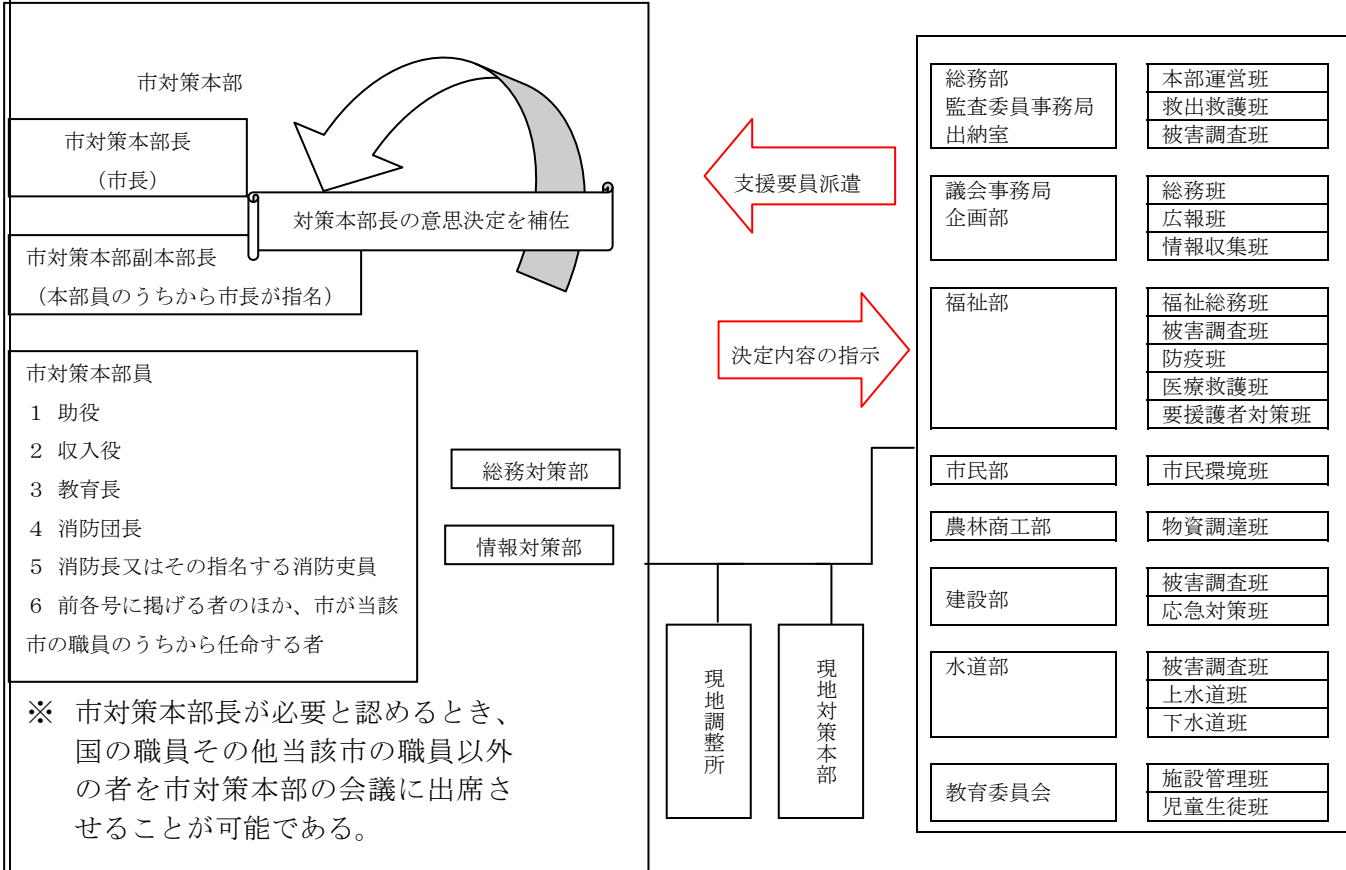 市対策本部
市対策本部長
（市長）
対策本部長の意思決定を補佐
市対策本部副本部長
（本部員のうちから市長が指名）
市対策本部員
１ 助役
２ 収入役
３ 教育長
４ 消防団長
５ 消防長又はその指名する消防吏員
６ 前各号に掲げる者のほか、市が当該
市の職員のうちから任命する者
総務対策部
情報対策部
※ 市対策本部長が必要と認めるとき、
国の職員その他当該市の職員以外
の者を市対策本部の会議に出席さ
せることが可能である。
支援要員派遣
決定内容の指示
現地調整所
現地対策本部
総務部
監査委員事務局
出納室
本部運営班
救出救護班
被害調査班
議会事務局
企画部
総務班
広報班
情報収集班
福祉部
福祉総務班
被害調査班
防疫班
医療救護班
要援護者対策班
市民部
市民環境班
農林商工部
物資調達班
建設部
被害調査班
応急対策班
水道部
被害調査班
上水道班
下水道班
教育委員会
施設管理班
児童生徒班